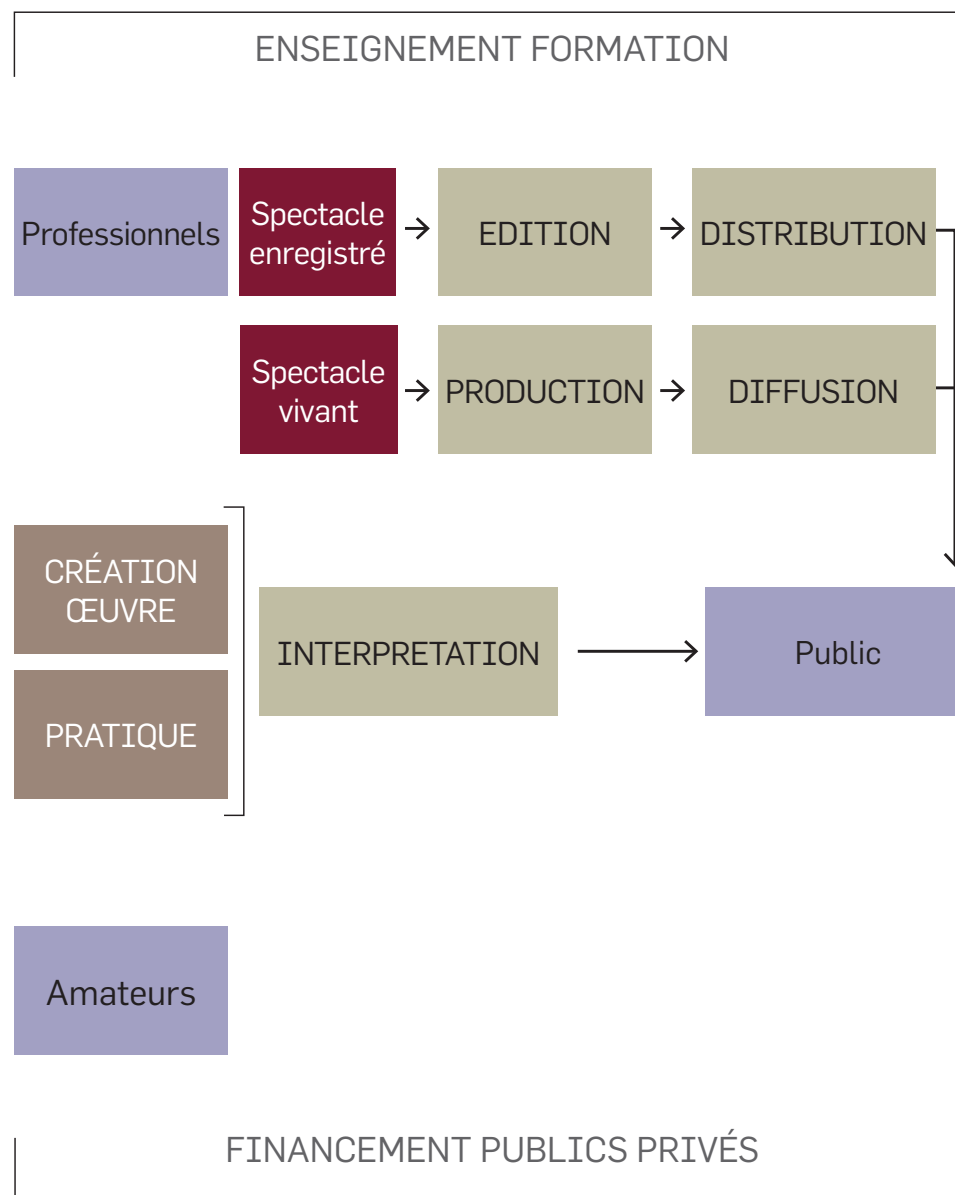 ENSEIGNEMENT FORMATION
Professionnels
Spectacle
enregistré
EDITION
DISTRIBUTION
Spectacle
vivant
PRODUCTION
DIFFUSION
CRÉATION
ŒUVRE
PRATIQUE
INTERPRETATION
Public
Amateurs
FINANCEMENT PUBLICS PRIVÉS